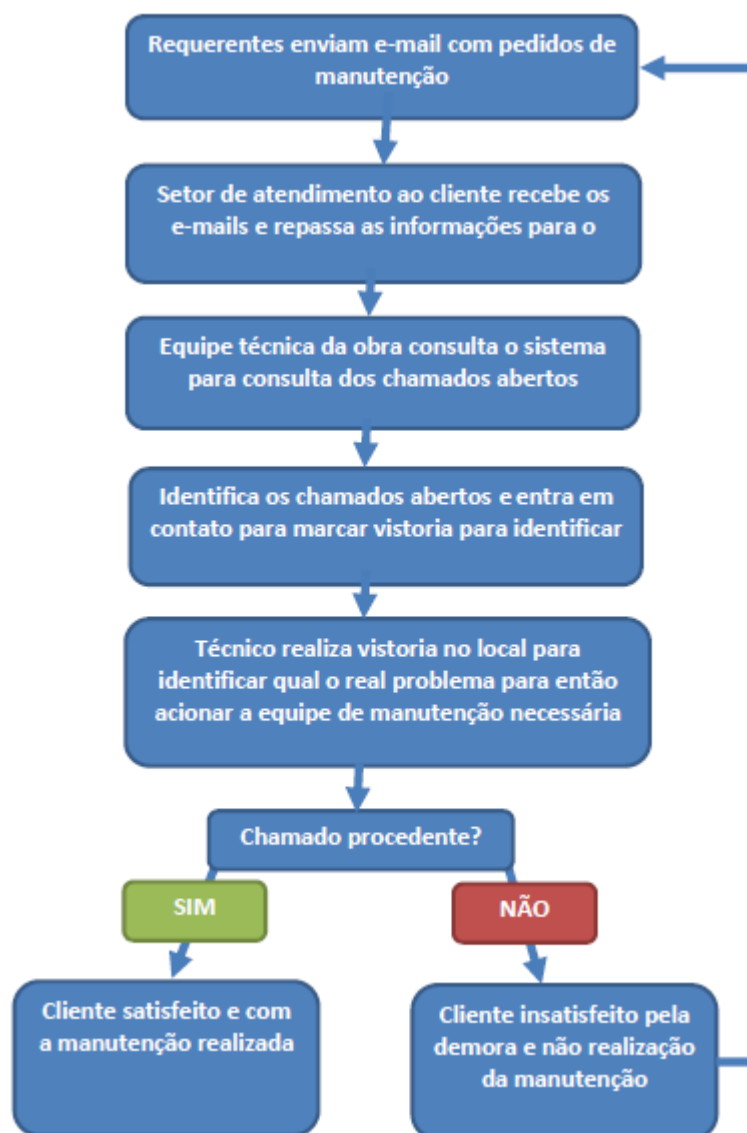 Requerentes enviam e-mail com pedidos de
manutenção
Setor de atendimento ao cliente recebe os
e-mails e repassa as informações para o
Equipe técnica da obra consulta o sistema
para consulta dos chamados abertos
Identifica os chamados abertos e entra em
contato para marcar vistoria para identificar
Técnico realiza vistoria no local para
identificar qual o real problema para então
acionar a equipe de manutenção necessária
Chamado procedente?
SIM
NÃO
Cliente satisfeito e com
a manutenção realizada
Cliente insatisfeito pela
demora e não realização
da manutenção